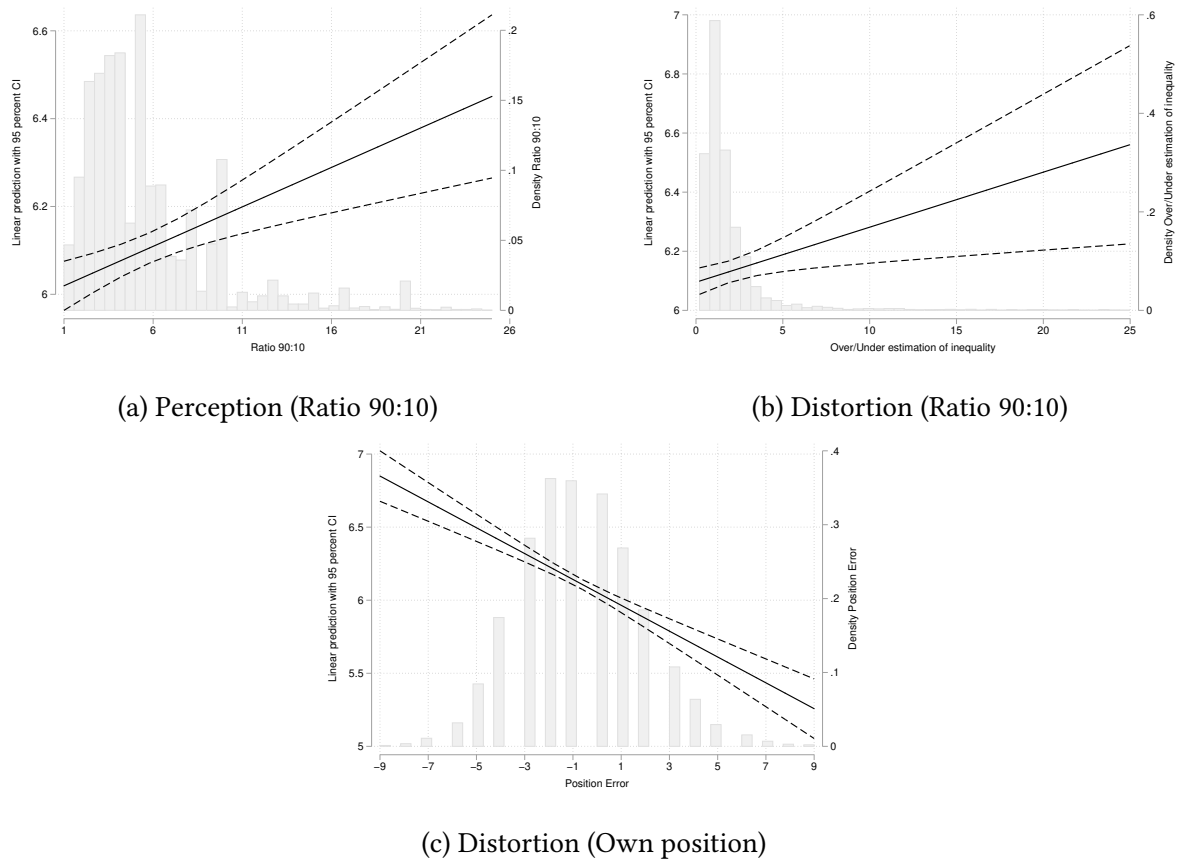 6.6
6.4
6.2
6
Linear prediction with 95 percent CI
.2
.15
.1
.05
0
Density Ratio 90:10
1 6 11 16 21 26
Ratio 90:10
(a) Perception (Ratio 90:10)
7
6.8
6.6
6.4
6.2
6
Linear prediction with 95 percent CI
.6
.4
.2
0
Density Over/Under estimation of inequality
0 5 10 15 20 25
Over/Under estimation of inequality
(b) Distortion (Ratio 90:10)
7
6.5
6
5.5
5
Linear prediction with 95 percent CI
.4
.3
.2
.1
0
Density Position Error
−9 −7 −5 −3 −1 1 3 5 7 9
Position Error
(c) Distortion (Own position)